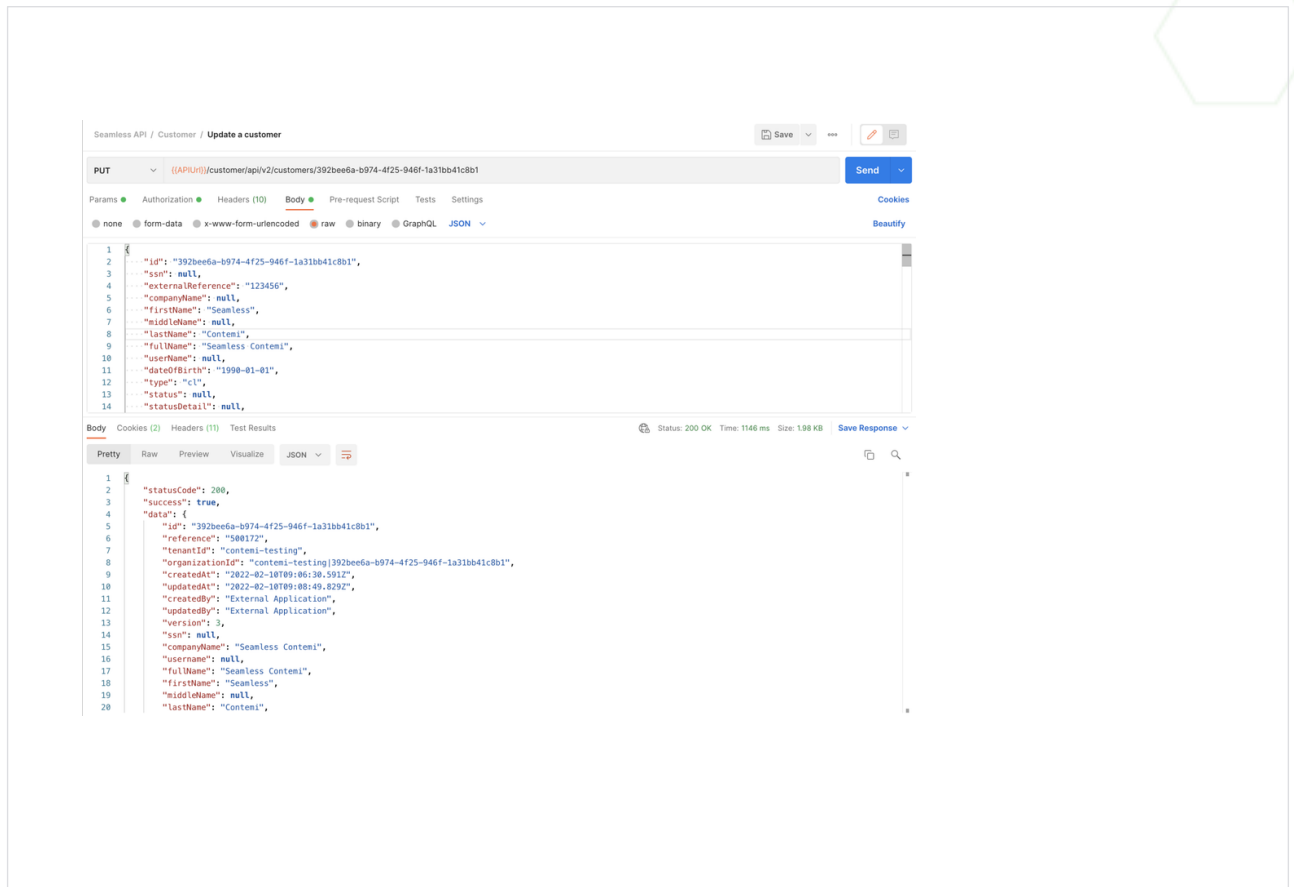 Seamless API / Customer / Update a customer
Save
PUT
{{APIUrl}}/customer/api/v2/customers/392bee6a-b974-4f25-946f-1a31bb41c8b1
Send
Params Authorization Headers (10) Body Pre-request Script Tests Settings Cookies
none form-data x-www-form-urlencoded raw binary GraphQL JSON Beautify
1 {
2 "id": "392bee6a-b974-4f25-946f-1a31bb41c8b1",
3 "ssn": null,
4 "externalReference": "123456",
5 "companyName": null,
6 "firstName": "Seamless",
7 "middleName": null,
8 "lastName": "Contemi",
9 "fullName": "Seamless Contemi",
10 "userName": null,
11 "dateOfBirth": "1990-01-01",
12 "type": "cl",
13 "status": null,
14 "statusDetail": null,
Body Cookies (2) Headers (11) Test Results Status: 200 OK Time: 1146 ms Size: 1.98 KB Save Response
Pretty Raw Preview Visualize JSON
1 {
2 "statusCode": 200,
3 "success": true,
4 "data": {
5 "id": "392bee6a-b974-4f25-946f-1a31bb41c8b1",
6 "reference": "500172",
7 "tenantId": "contemi-testing",
8 "organizationId": "contemi-testing|392bee6a-b974-4f25-946f-1a31bb41c8b1",
9 "createdAt": "2022-02-10T09:06:30.591Z",
10 "updatedAt": "2022-02-10T09:08:49.829Z",
11 "createdBy": "External Application",
12 "updatedBy": "External Application",
13 "version": 3,
14 "ssn": null,
15 "companyName": "Seamless Contemi",
16 "username": null,
17 "fullName": "Seamless Contemi",
18 "firstName": "Seamless",
19 "middleName": null,
20 "lastName": "Contemi",